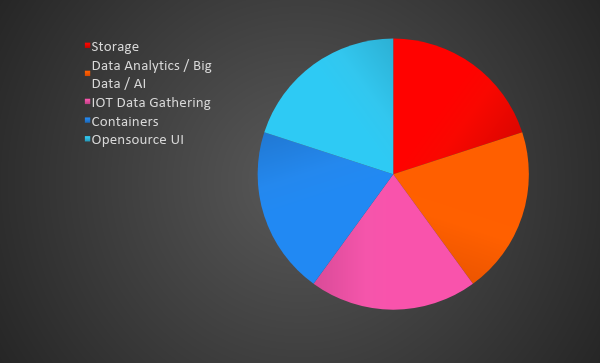 Storage
Data Analytics / Big
Data / AI
IOT Data Gathering
Containers
Opensource UI